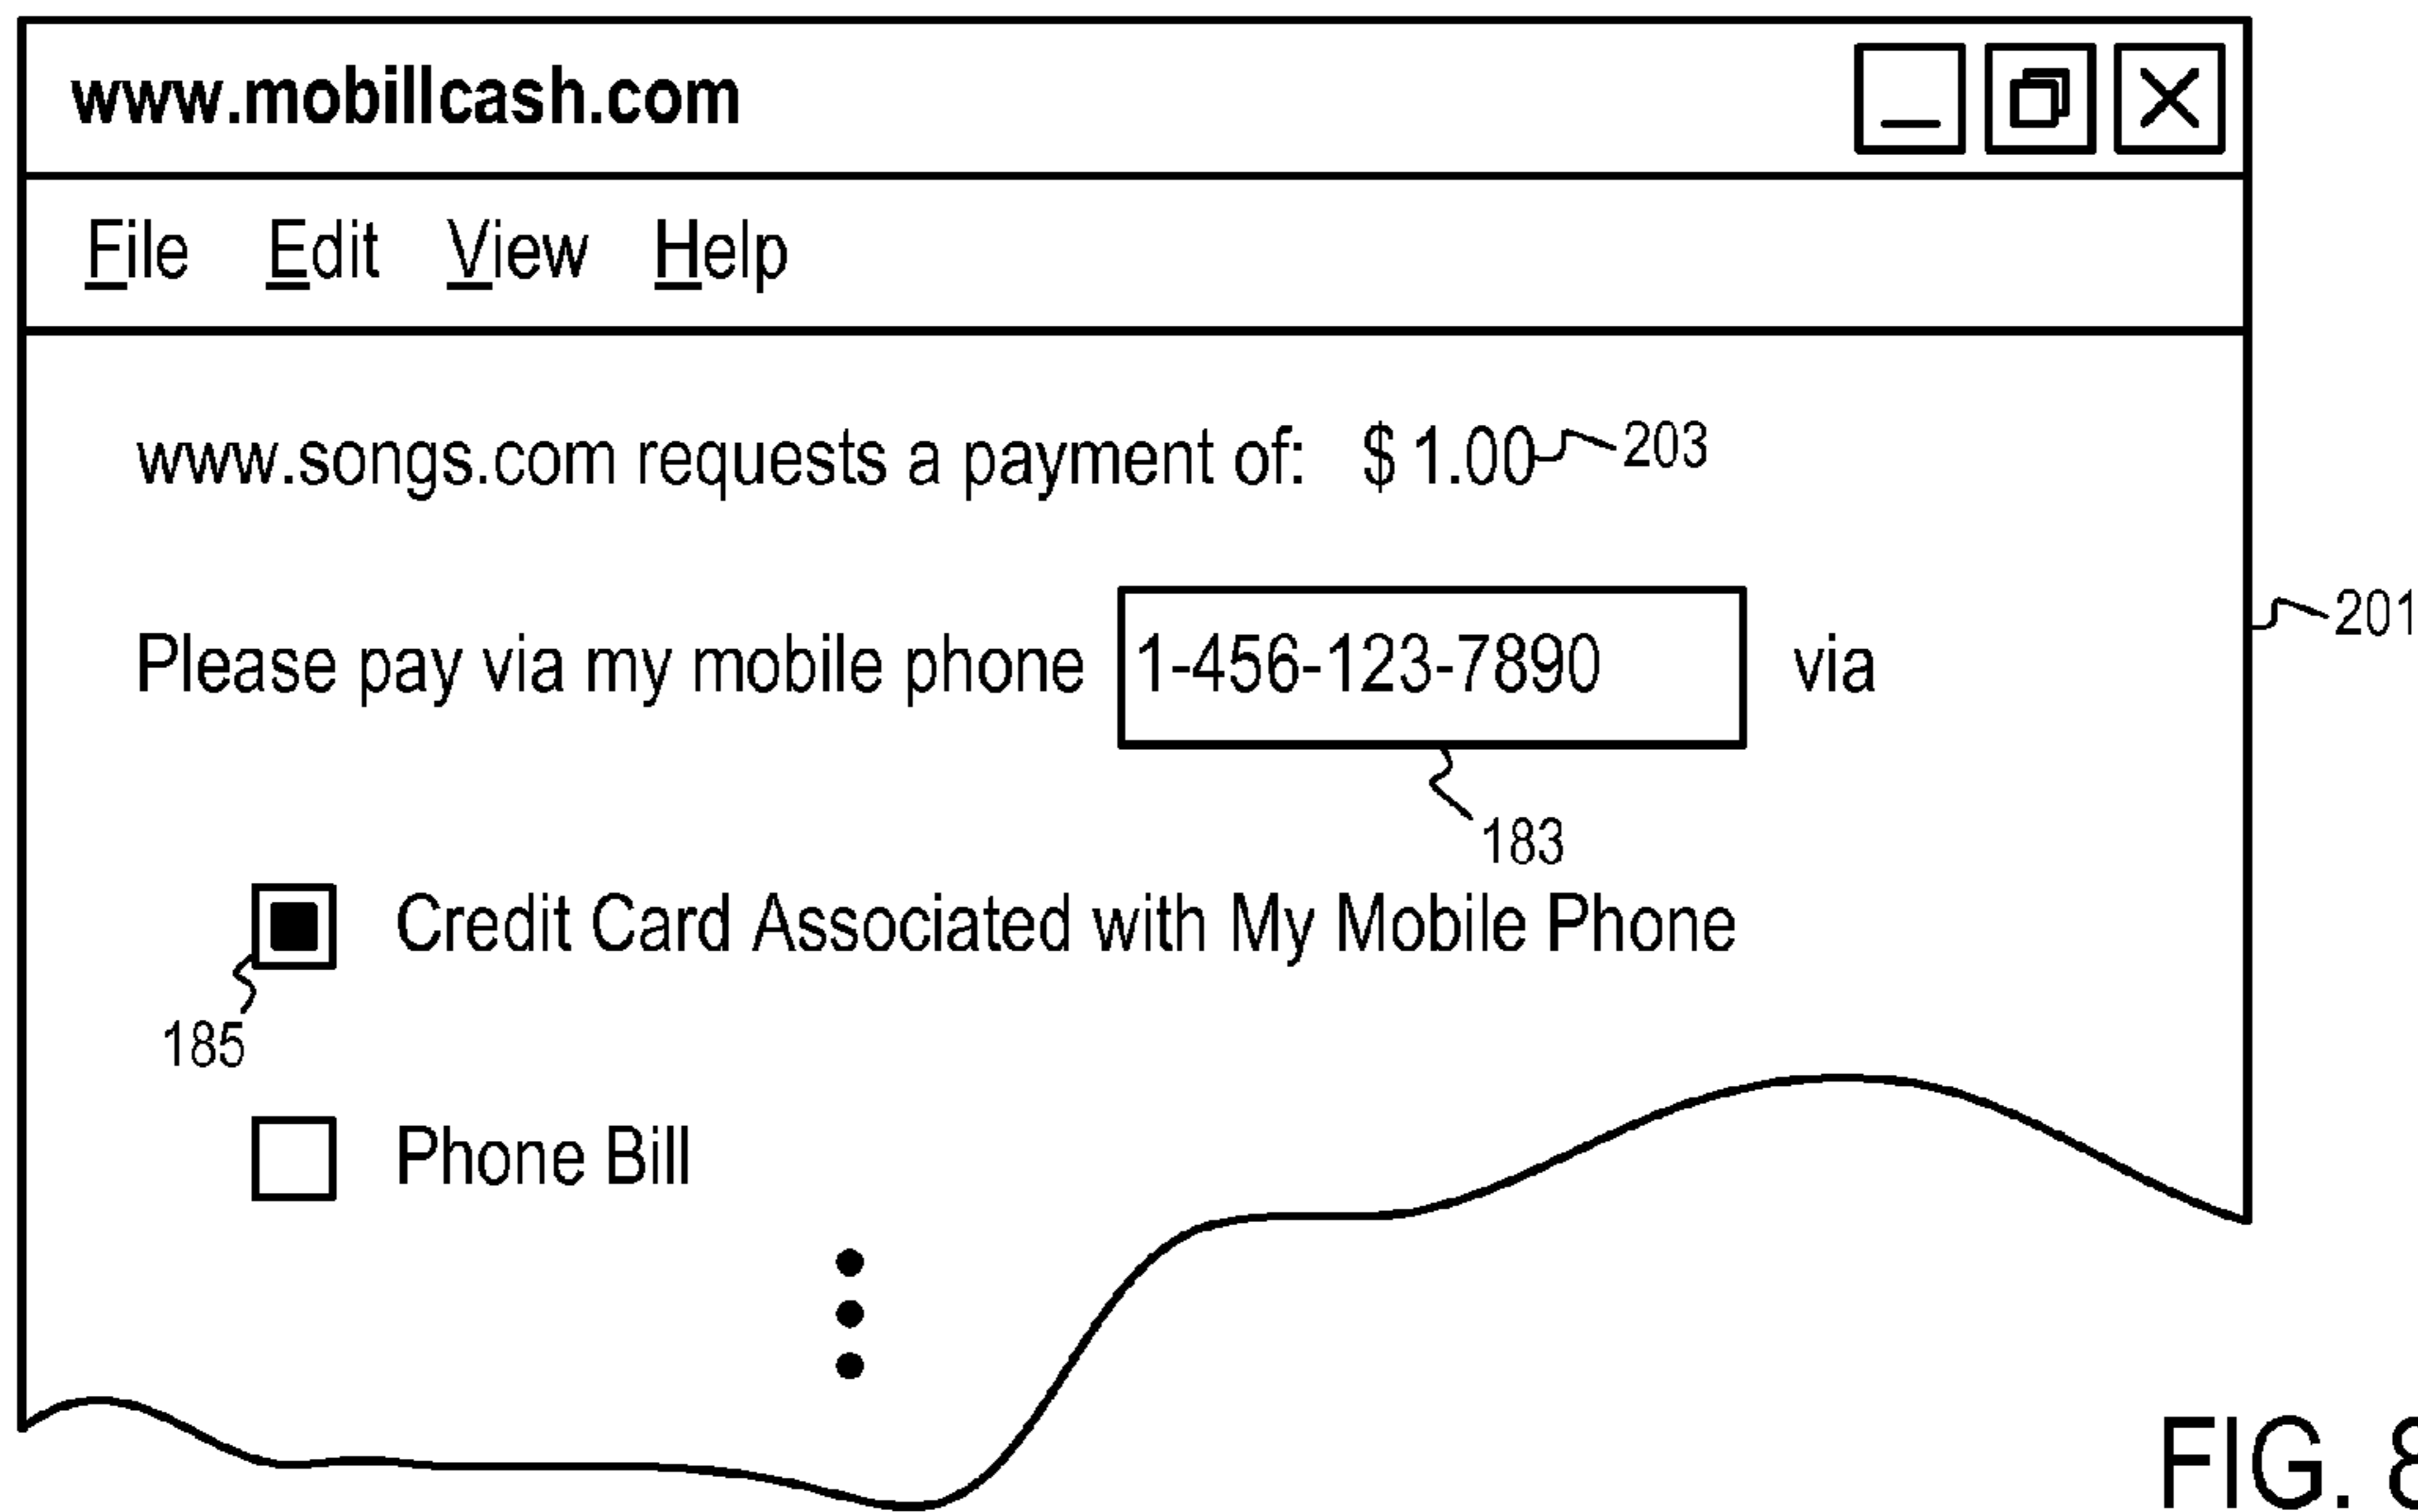 www.mobillcash.com
File Edit View Help
www.songs.com requests a payment of: $ 1.00 203
201
Please pay via my mobile phone 1-456-123-7890 via
183
Credit Card Associated with My Mobile Phone
185
Phone Bill
FIG. 8